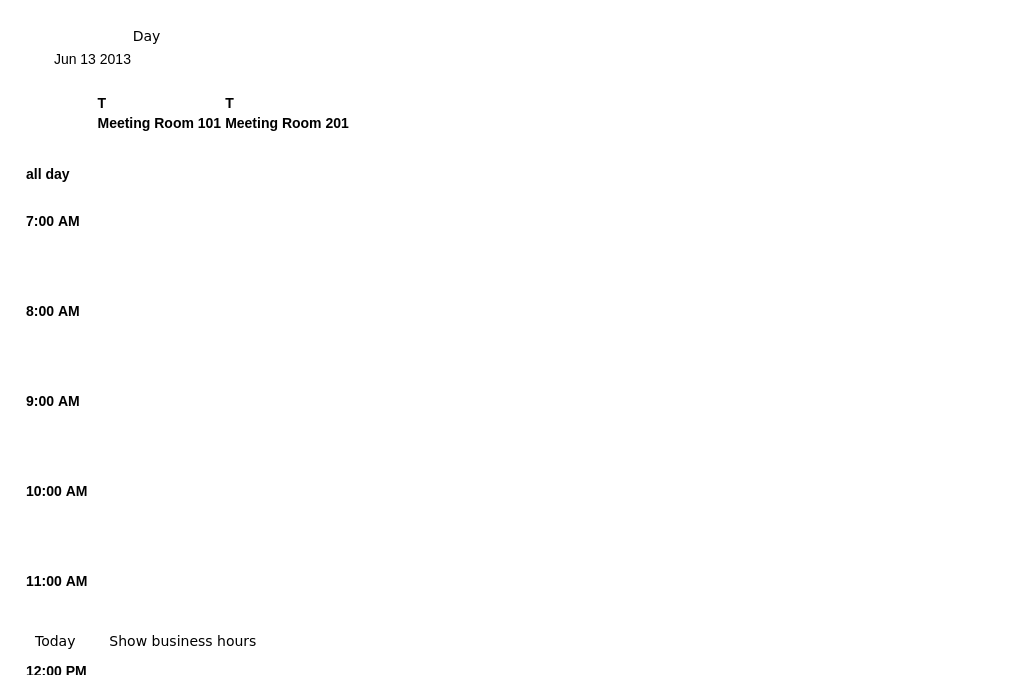 Day
Jun 13 2013
T T
Meeting Room 101 Meeting Room 201
all day
7:00 AM
8:00 AM
9:00 AM
10:00 AM
11:00 AM
Today Show business hours
12:00 PM